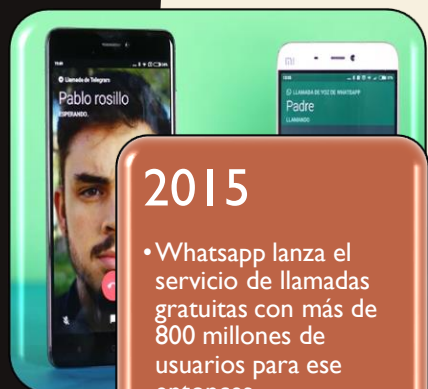 Llamada de Telegram
Pablo rosillo
ESPERANDO.
mi
LLAMADA DE VOZ DE WHATSAPP
Padre
LLAMANDO
2015
•Whatsapp lanza el
servicio de llamadas
gratuitas con más de
800 millones de
usuarios para ese